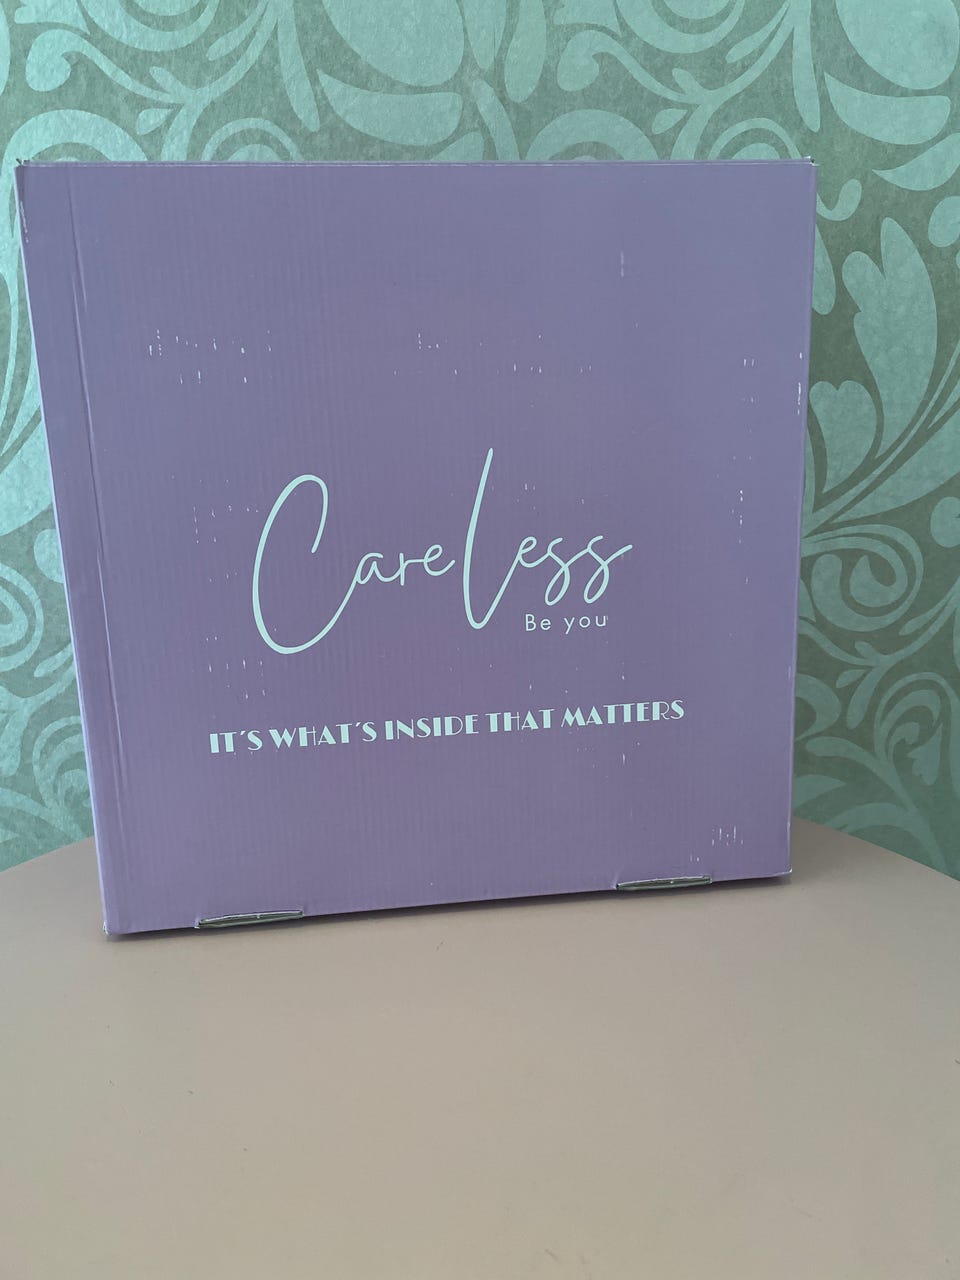 Careless
Be you
IT´S WHAT´S INSIDE THAT MATTERS